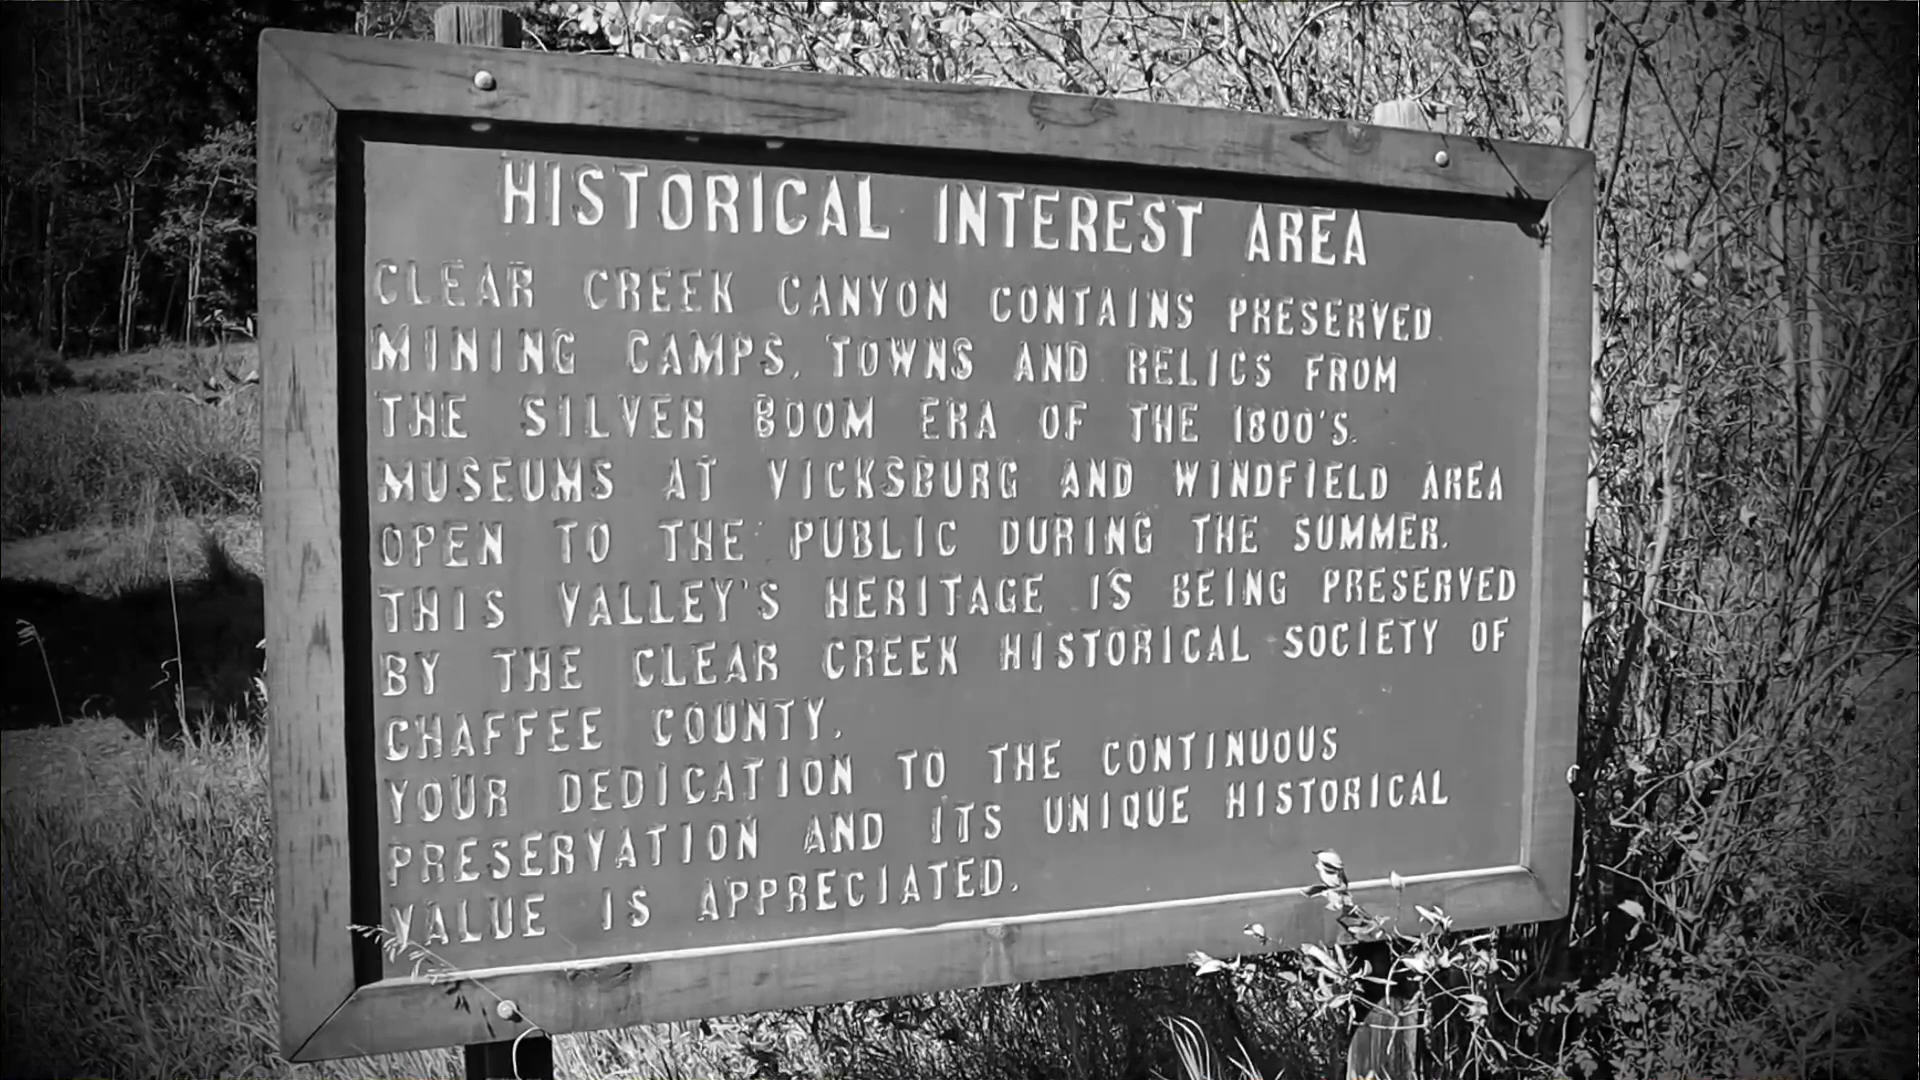 HISTORICAL INTEREST AREA
CLEAR CREEK CANYON CONTAINS PRESERVED
MINING CAMPS, TOWNS AND RELICS FROM
THE SILVER BOOM ERA OF THE 1800'S.
MUSEUMS AT VICKSBURG AND WINDFIELD AREA
OPEN TO THE PUBLIC DURING THE SUMMER.
THIS VALLEY'S HERITAGE IS BEING PRESERVED
BY THE CLEAR CREEK HISTORICAL SOCIETY OF
CHAFFEE COUNTY.
YOUR DEDICATION TO THE CONTINUOUS
PRESERVATION AND ITS UNIQUE HISTORICAL
VALUE IS APPRECIATED.